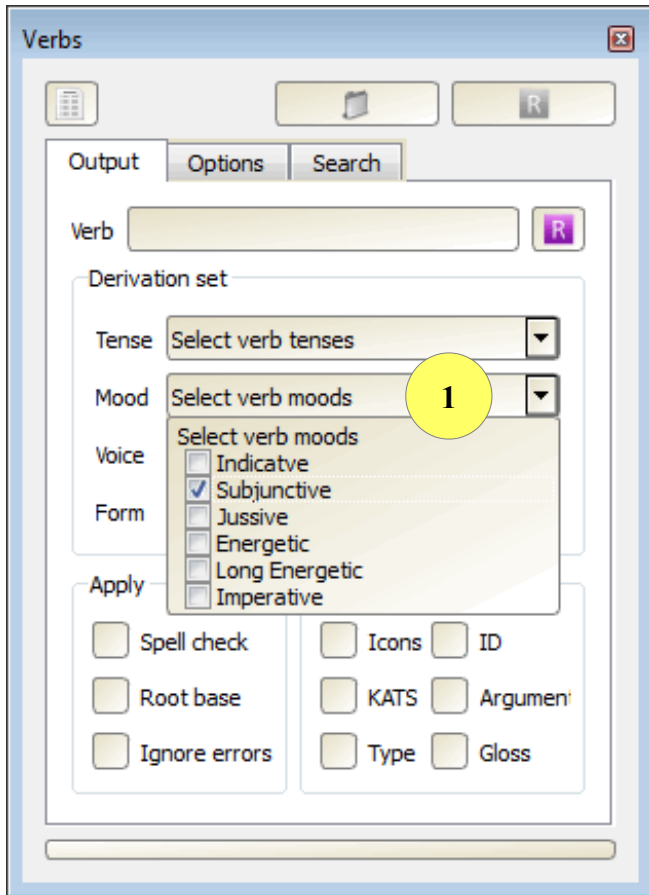 Verbs
R
Output Options Search
Verb R
Derivation set
Tense Select verb tenses
Mood Select verb moods 1
Select verb moods
Voice
Indicatve
Subjunctive
Form
Jussive
Energetic
Long Energetic
Apply
Imperative
Spell check Icons ID
Root base KATS Argument
Ignore errors Type Gloss